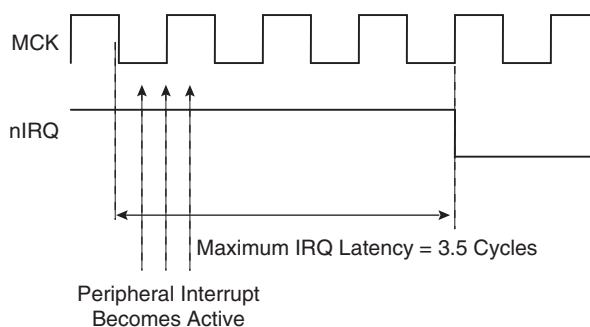 MCK
nIRQ
Maximum IRQ Latency = 3.5 Cycles
Peripheral Interrupt
Becomes Active